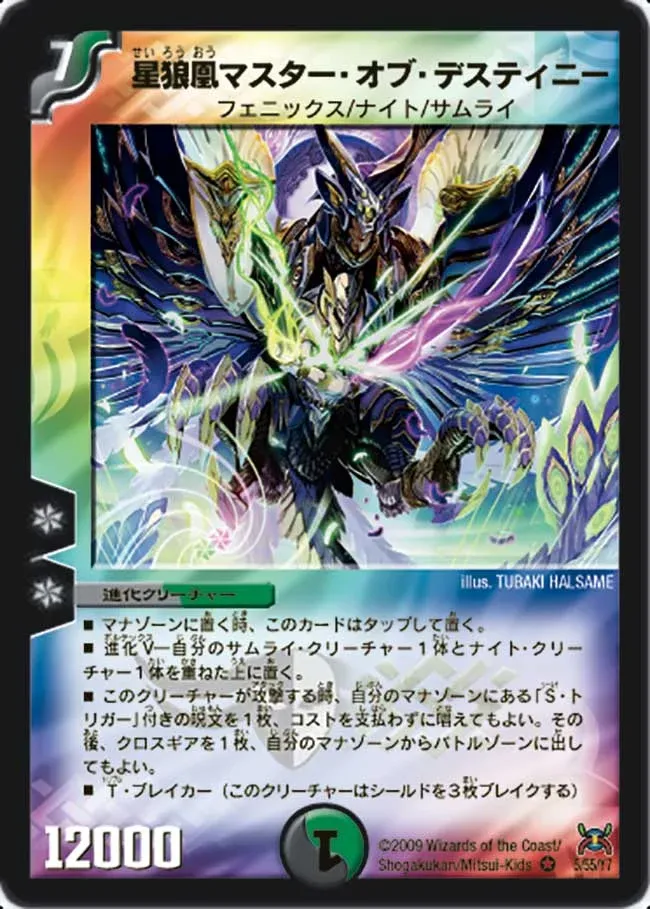 7
せい ろう おう
星狼凰マスター・オブ・デスティニー
フェニックス/ナイト/サムライ
illus. TUBAKI HALSAME
進化クリーチャー
■ マナゾーンに置く時、このカードはタップして置く。
■ 進化V―自分のサムライ・クリーチャー1体とナイト・クリー
チャー1体を重ねた上に置く。
■ このクリーチャーが攻撃する時、自分のマナゾーンにある「S・ト
リガー」付きの呪文を1枚、コストを支払わずに唱えてもよい。その
後、クロスギアを1枚、自分のマナゾーンからバトルゾーンに出し
てもよい。
■ T・ブレイカー（このクリーチャーはシールドを3枚ブレイクする）
12000
1
©2009 Wizards of the Coast/
Shogakukan/Mitsui-Kids
5/55/Y7